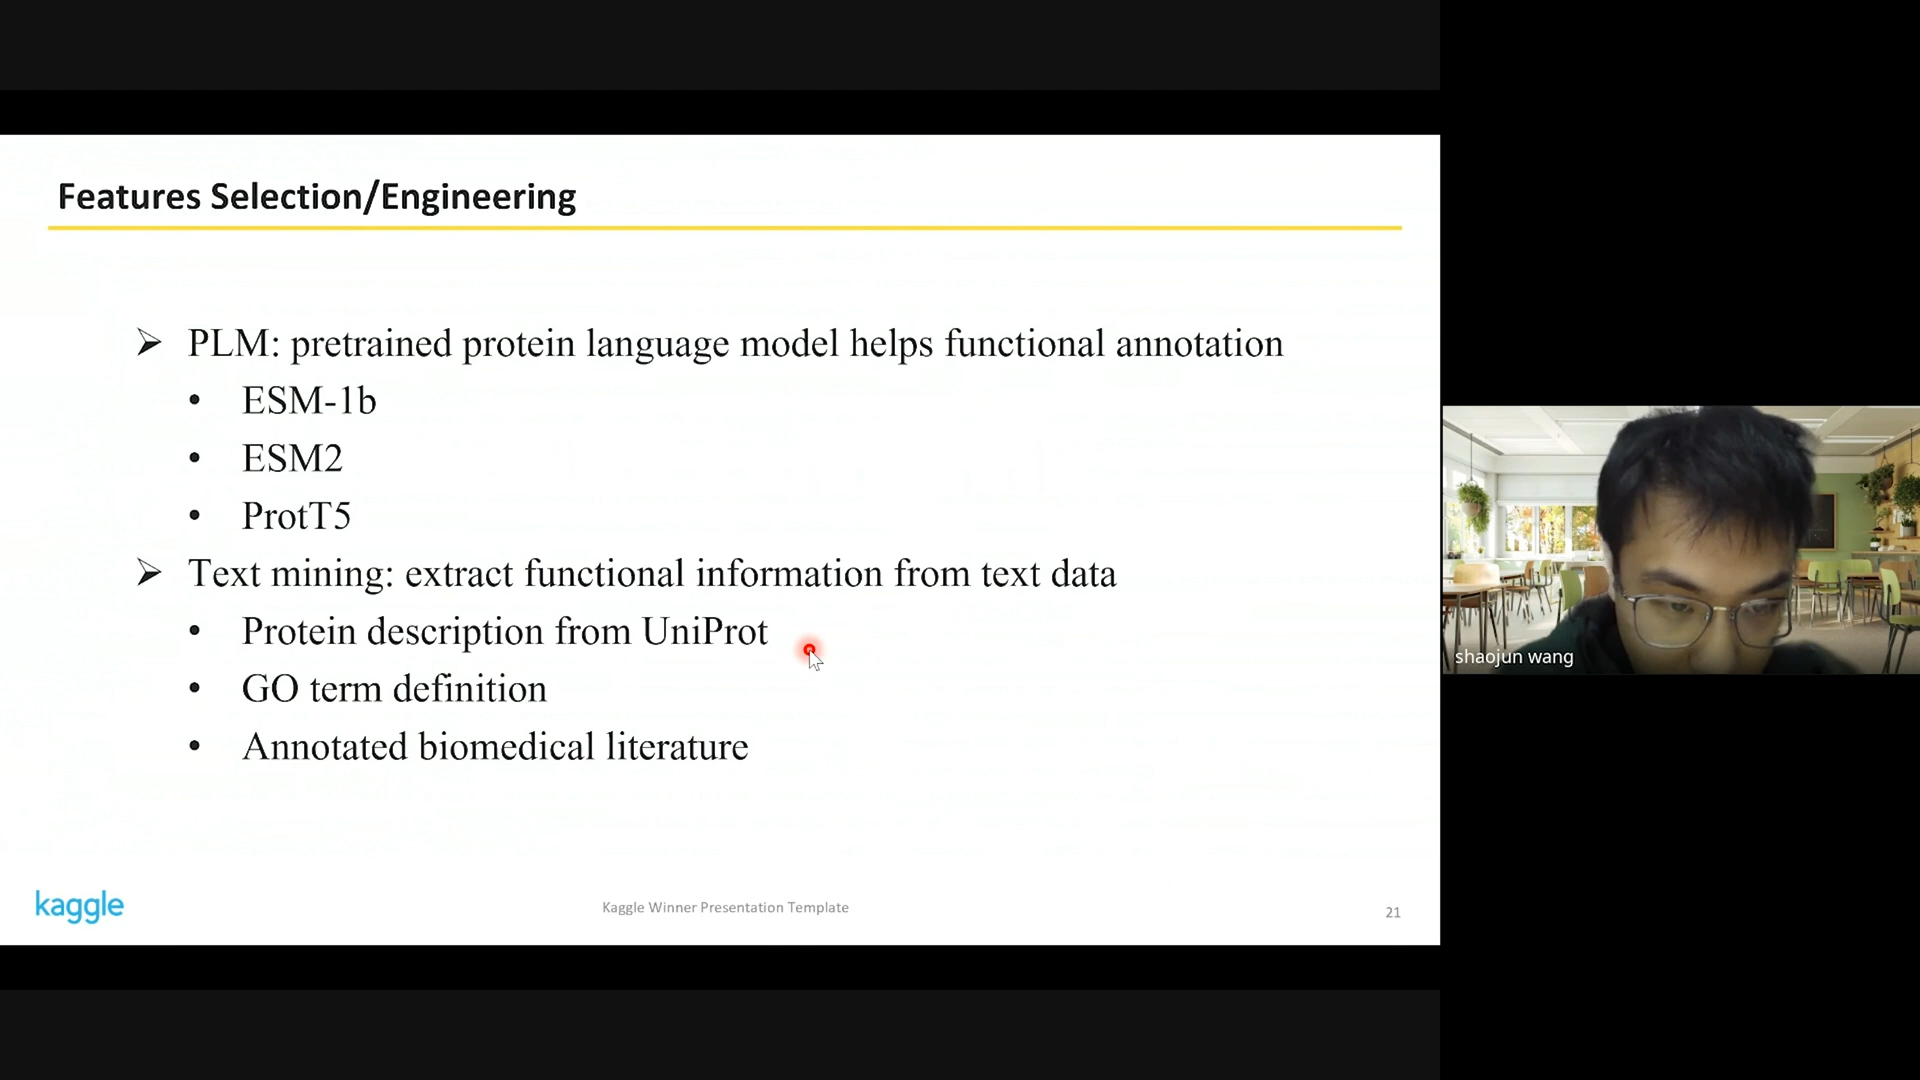 Features Selection/Engineering
➢ PLM: pretrained protein language model helps functional annotation
• ESM-1b
• ESM2
• ProtT5
➢ Text mining: extract functional information from text data
• Protein description from UniProt
• GO term definition
• Annotated biomedical literature
kaggle
Kaggle Winner Presentation Template
21
shaojun wang